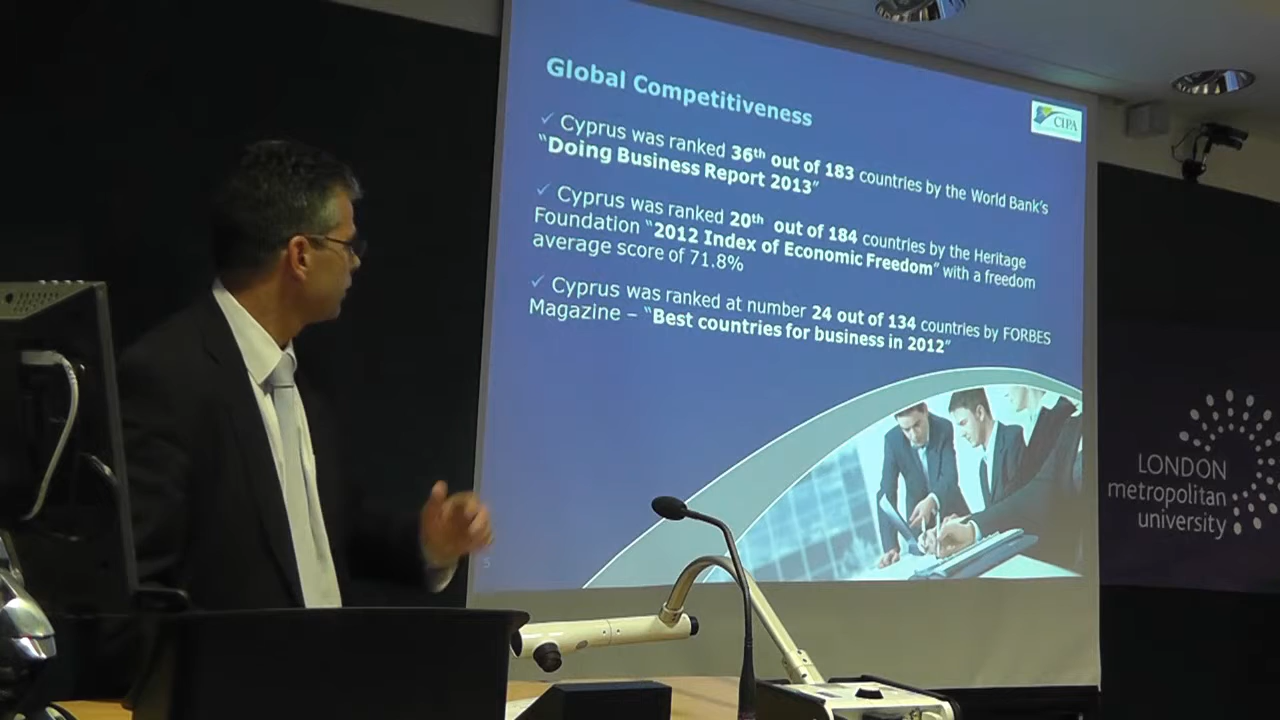 Global Competitiveness
CIPA
✓ Cyprus was ranked 36th out of 183 countries by the World Bank's
"Doing Business Report 2013"
✓ Cyprus was ranked 20th out of 184 countries by the Heritage
Foundation "2012 Index of Economic Freedom" with a freedom
average score of 71.8%
✓ Cyprus was ranked at number 24 out of 134 countries by FORBES
Magazine – "Best countries for business in 2012"
5
LONDON
metropolitan
university